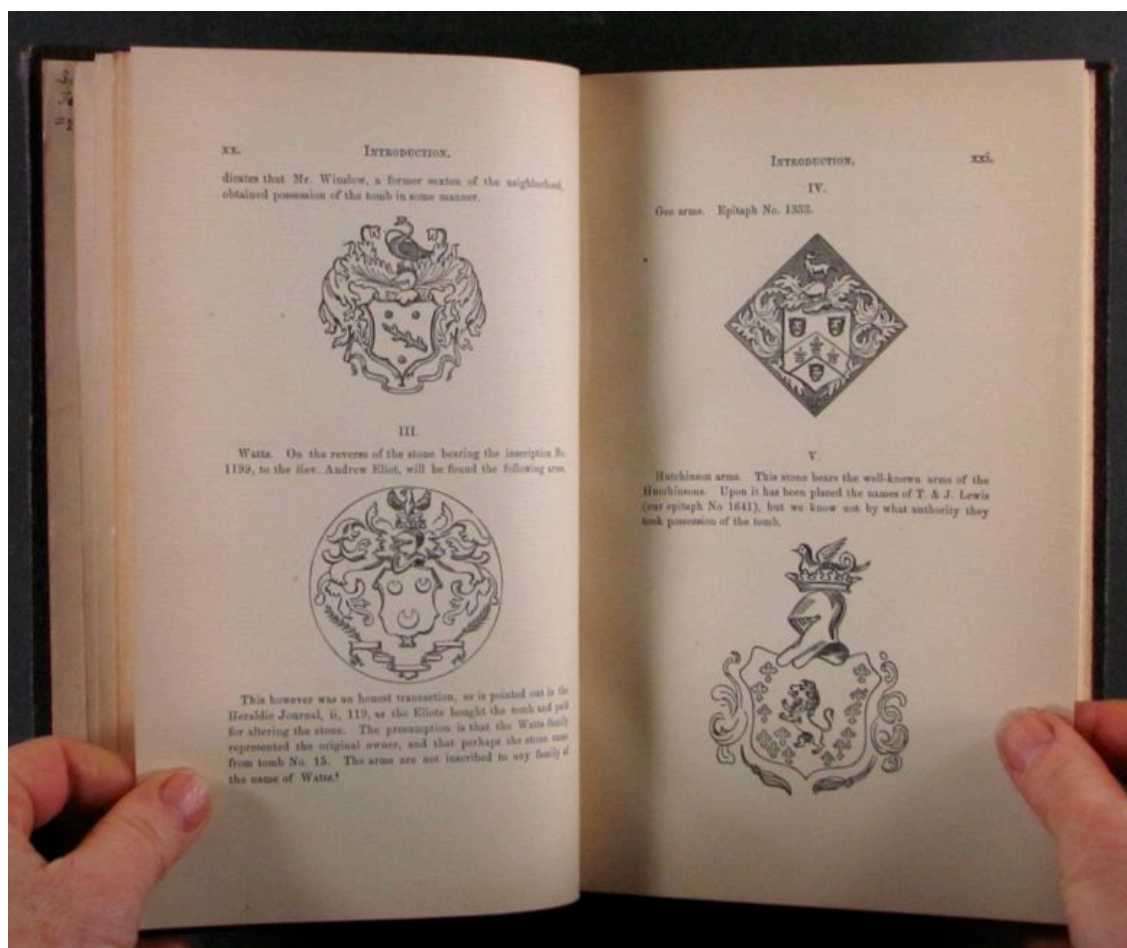 xx.
INTRODUCTION.
dicates that Mr. Winslow, a former sexton of the neighborhood,
obtained possession of the tomb in some manner.
III.
Watts. On the reverse of the stone bearing the inscription No.
1199, to the Rev. Andrew Eliot, will be found the following arms.
This however was an honest transaction, as is pointed out in the
Heraldic Journal, ii, 119, as the Eliots bought the tomb and paid
for altering the stone. The presumption is that the Watts family
represented the original owner, and that perhaps the stone came
from tomb No. 15. The arms are not inscribed to any family of
the name of Watts.
INTRODUCTION.
xxi.
IV.
Gee arms. Epitaph No. 1333.
V.
Hutchinson arms. This stone bears the well-known arms of the
Hutchinsons. Upon it has been placed the names of T. & J. Lewis
(our epitaph No 1641), but we know not by what authority they
took possession of the tomb.